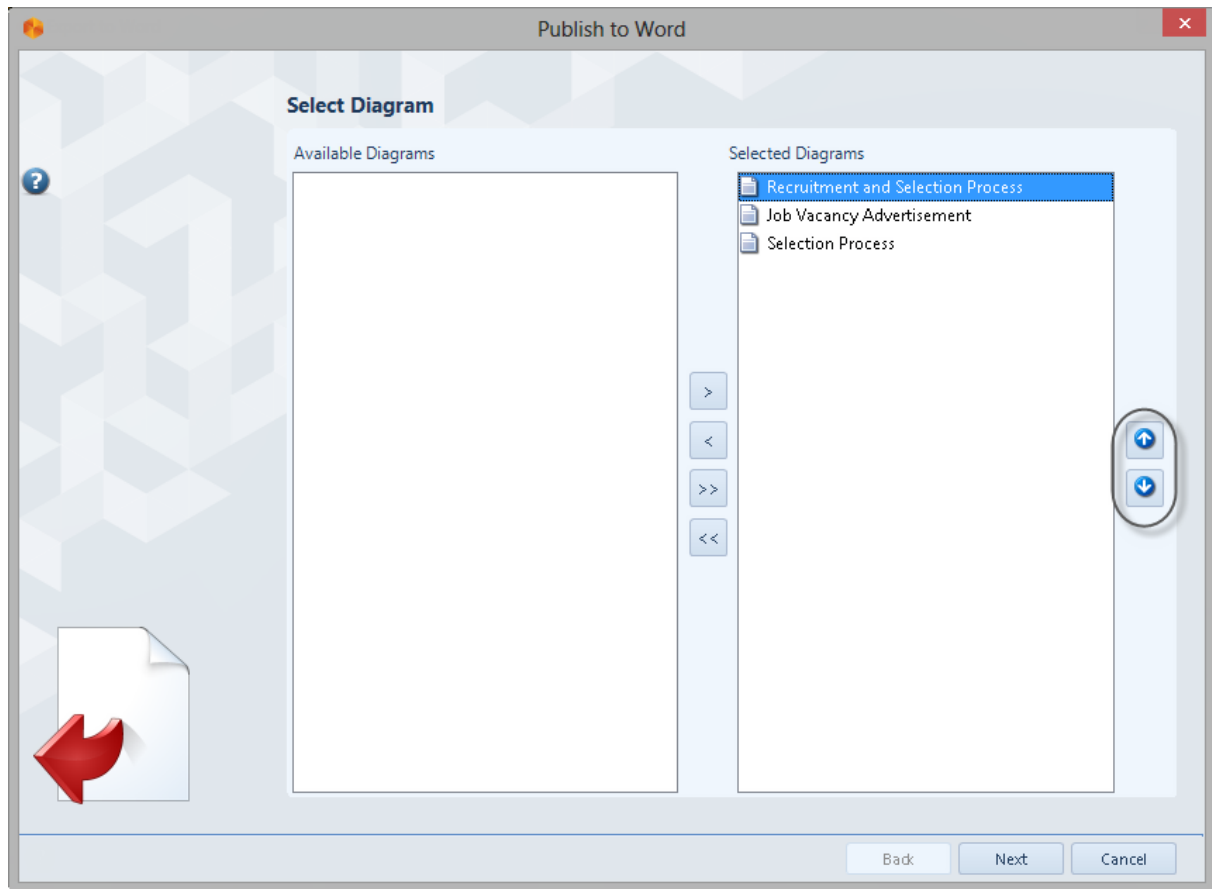 Publish to Word
Select Diagram
Available Diagrams
Selected Diagrams
?
Recruitment and Selection Process
Job Vacancy Advertisement
Selection Process
>
<
>>
<<
Back Next Cancel